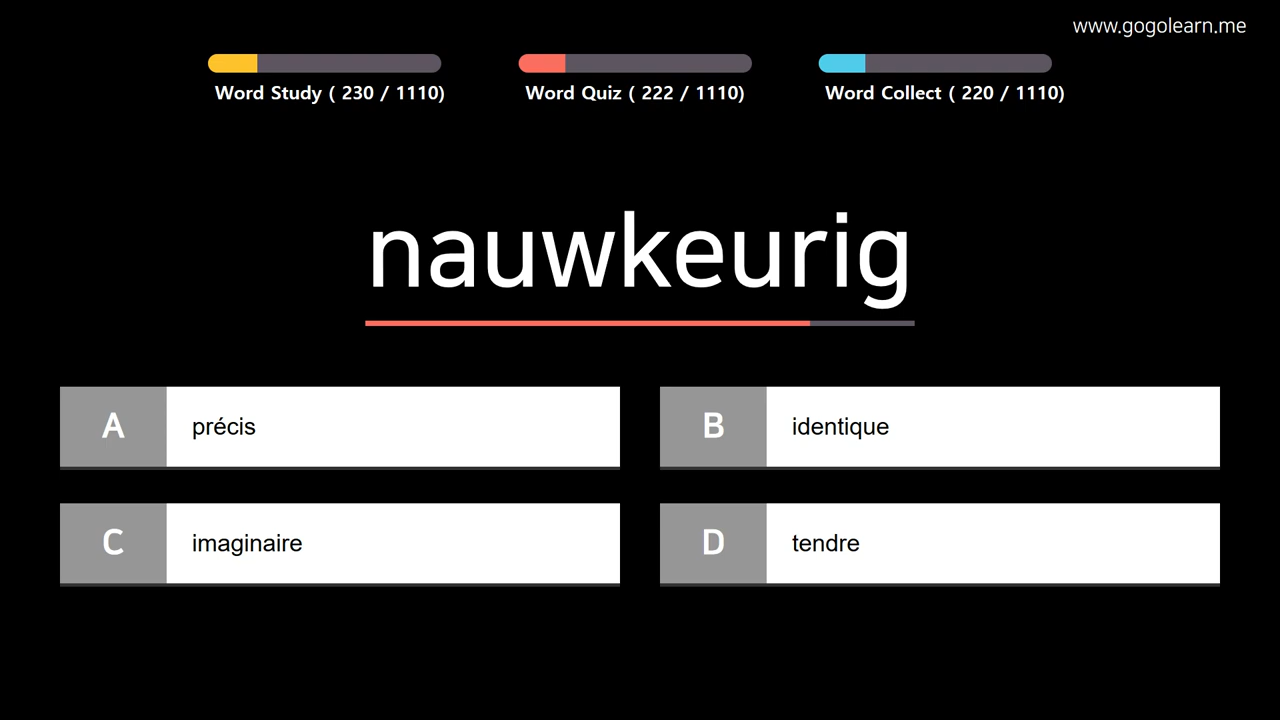 www.gogolearn.me
Word Study ( 230 / 1110)
Word Quiz ( 222 / 1110)
Word Collect ( 220 / 1110)
nauwkeurig
A précis
B identique
C imaginaire
D tendre